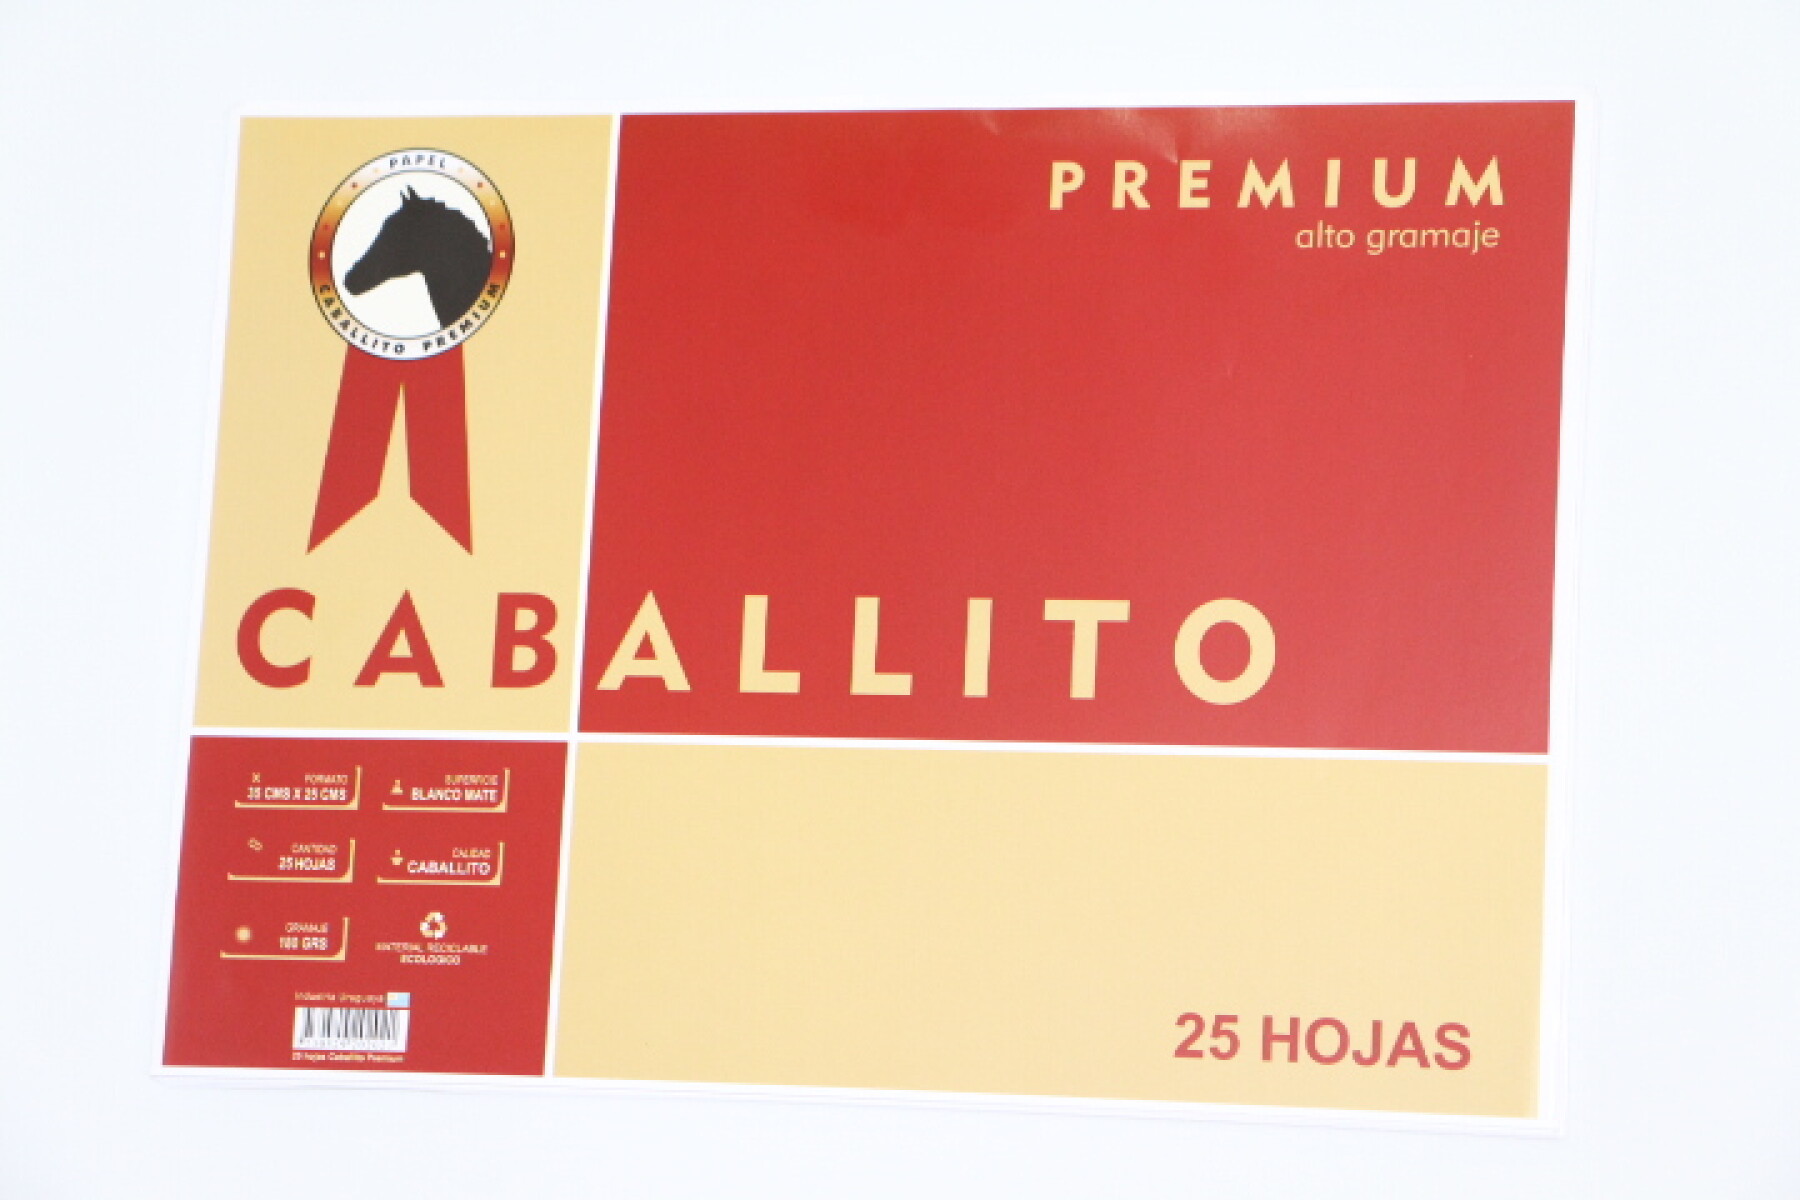 PAPEL
CABALLITO PREMIUM
PREMIUM
alto gramaje
CABALLITO
FORMATO
35 CMS X 25 CMS
SUPERFICIE
BLANCO MATE
CANTIDAD
25 HOJAS
CALIDAD
CABALLITO
GRAMAJE
180 GRS
MATERIAL RECICLABLE
ECOLOGICO
Industria Uruguaya
25 hojas Caballito Premium
25 HOJAS